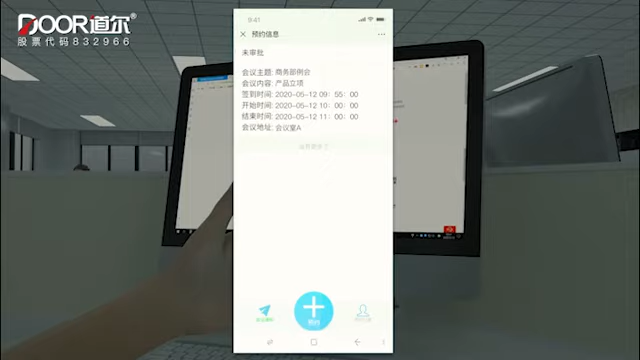 DOOR道尔®
股票代码832966
9:41
预约信息
未审批
会议主题: 商务部例会
会议内容: 产品立项
签到时间: 2020-05-12 09: 55: 00
开始时间: 2020-05-12 10: 00: 00
结束时间: 2020-05-12 11: 00: 00
会议地址: 会议室A
预约